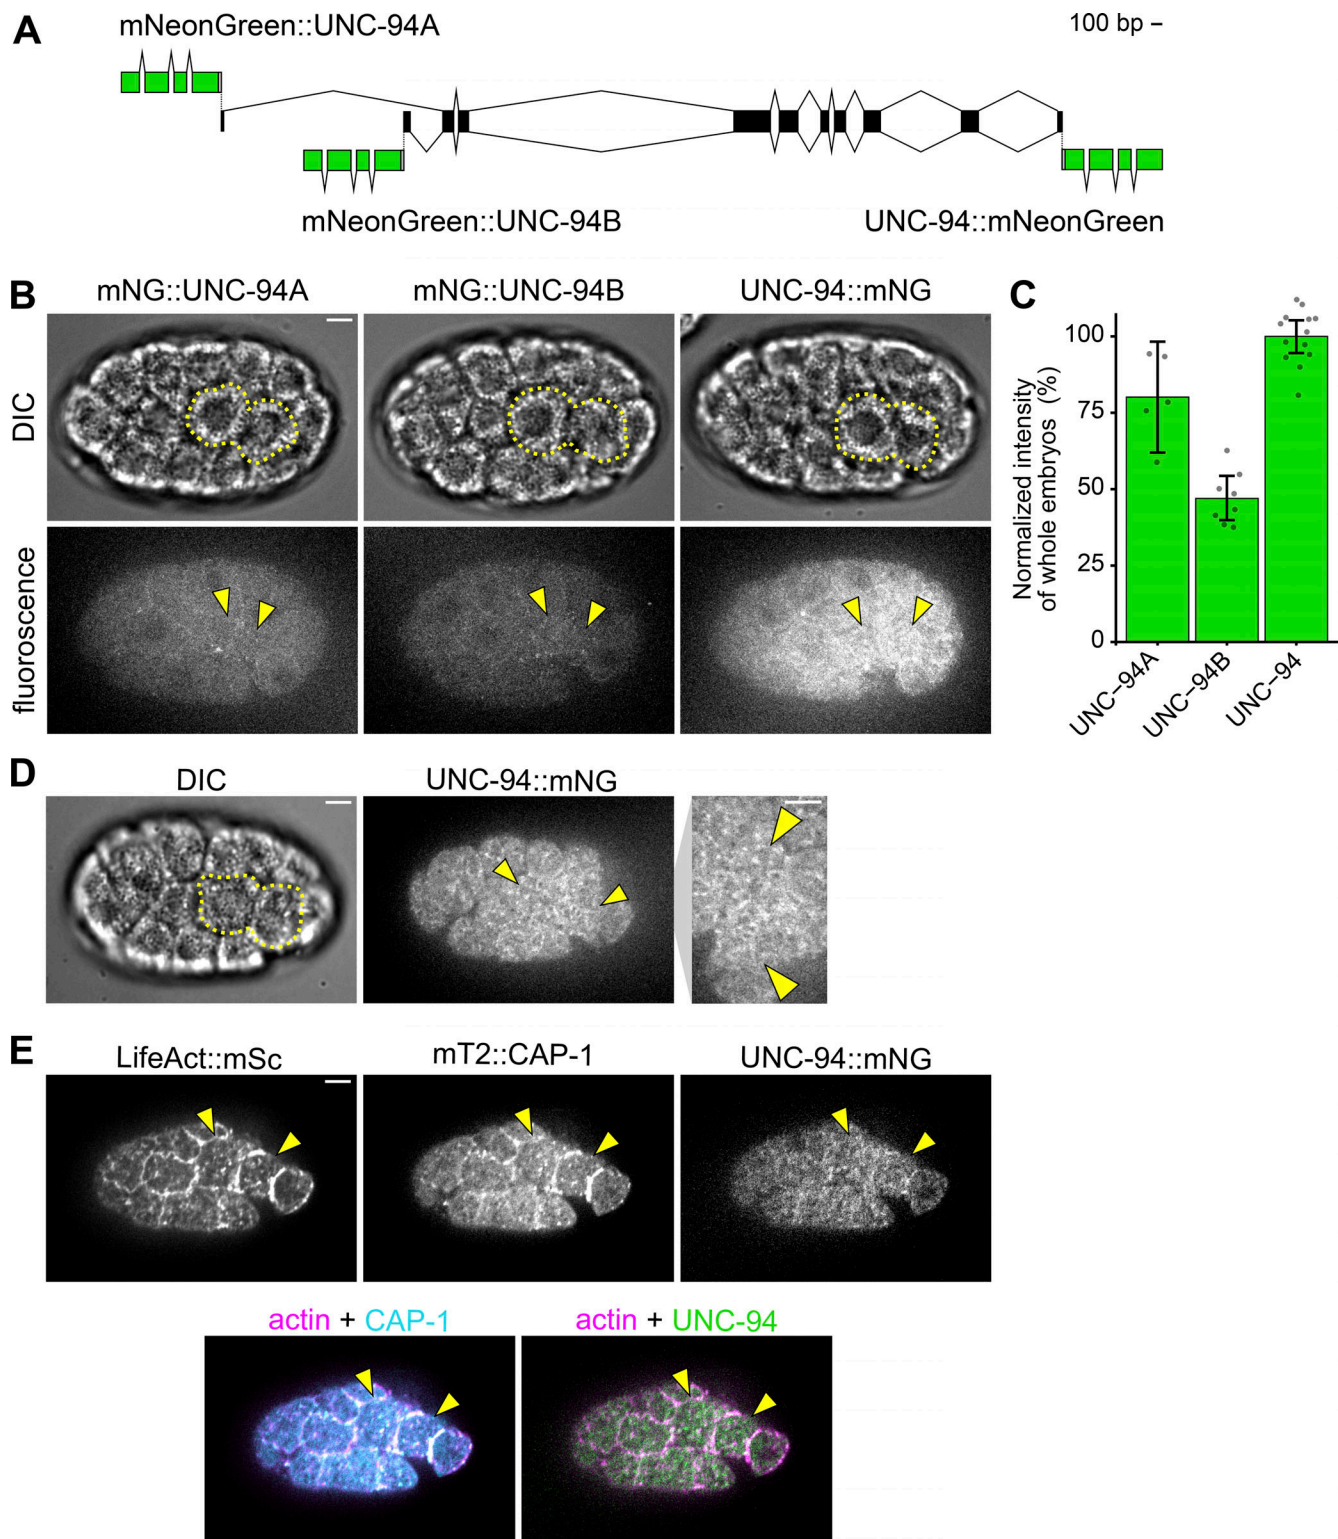 A
mNeonGreen::UNC-94A
100 bp –
mNeonGreen::UNC-94B
UNC-94::mNeonGreen
B
mNG::UNC-94A
mNG::UNC-94B
UNC-94::mNG
DIC
fluoroscence
C
Normalized intensity
of whole embryos (%)
100
75
50
25
0
UNC−94A
UNC−94B
UNC−94
D
DIC
UNC-94::mNG
E
LifeAct::mSc
mT2::CAP-1
UNC-94::mNG
actin + CAP-1
actin + UNC-94